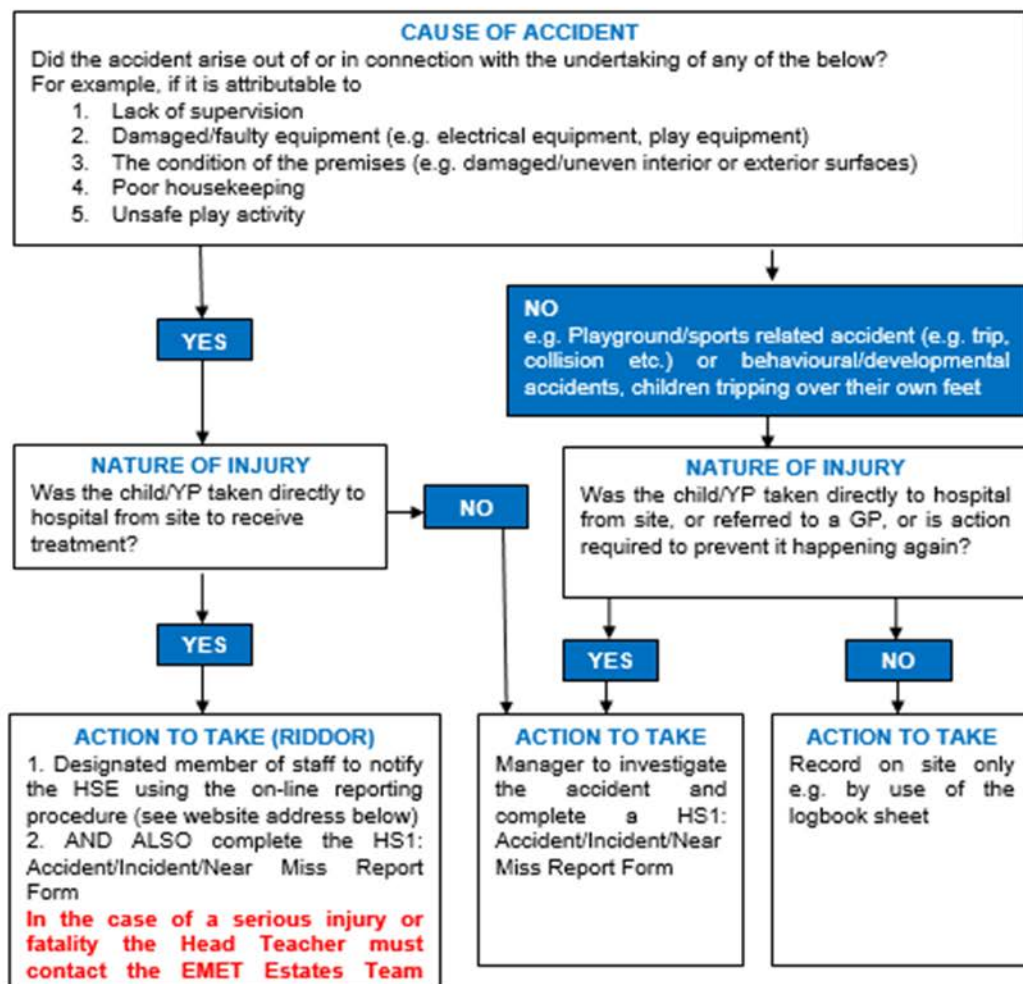 CAUSE OF ACCIDENT
Did the accident arise out of or in connection with the undertaking of any of the below?
For example, if it is attributable to
1. Lack of supervision
2. Damaged/faulty equipment (e.g. electrical equipment, play equipment)
3. The condition of the premises (e.g. damaged/uneven interior or exterior surfaces)
4. Poor housekeeping
5. Unsafe play activity
YES
NO
e.g. Playground/sports related accident (e.g. trip,
collision etc.) or behavioural/developmental
accidents, children tripping over their own feet
NATURE OF INJURY
Was the child/YP taken directly to
hospital from site to receive
treatment?
NO
NATURE OF INJURY
Was the child/YP taken directly to hospital
from site, or referred to a GP, or is action
required to prevent it happening again?
YES
YES
NO
ACTION TO TAKE (RIDDOR)
1. Designated member of staff to notify
the HSE using the on-line reporting
procedure (see website address below)
2. AND ALSO complete the HS1:
Accident/Incident/Near Miss Report
Form
In the case of a serious injury or
fatality the Head Teacher must
contact the EMET Estates Team
ACTION TO TAKE
Manager to investigate
the accident and
complete a HS1:
Accident/Incident/Near
Miss Report Form
ACTION TO TAKE
Record on site only
e.g. by use of the
logbook sheet